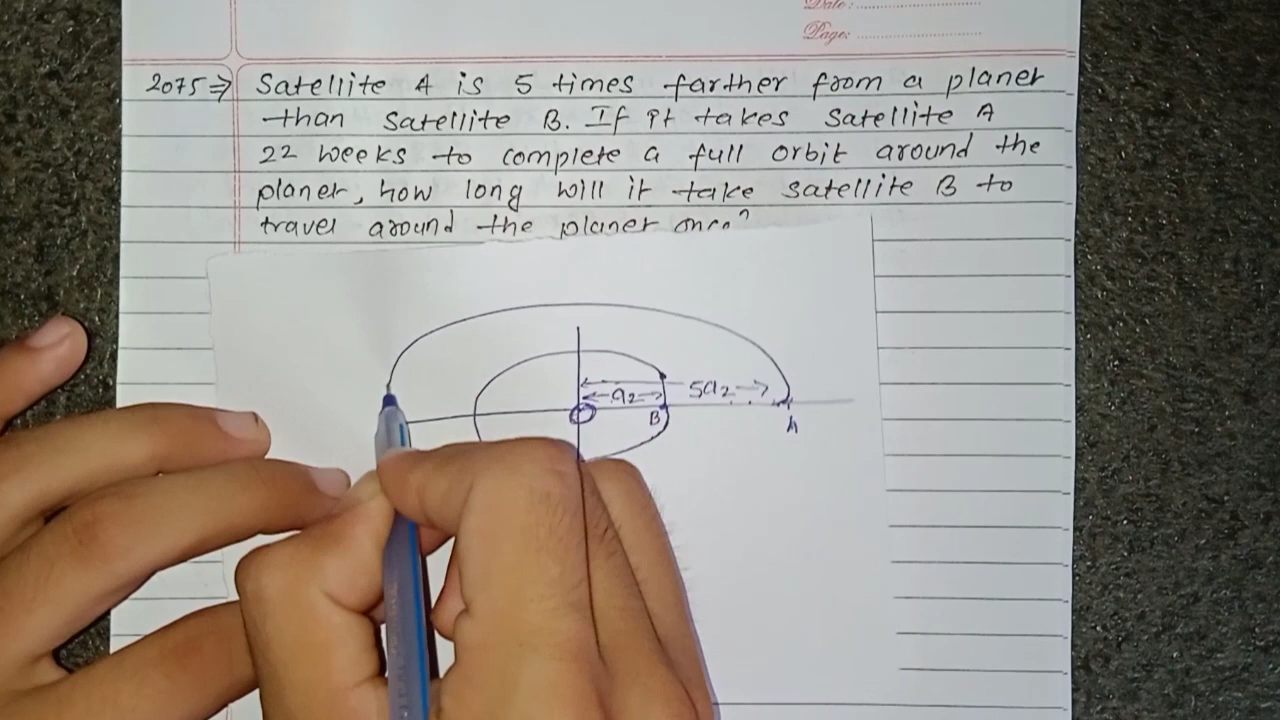 Date:
Page:
2075⇒ Satellite A is 5 times farther from a planet
than satellite B. If it takes satellite A
22 weeks to complete a full orbit around the
planet, how long will it take satellite B to
travel around the planet once?
5a₂
a₂
B
A